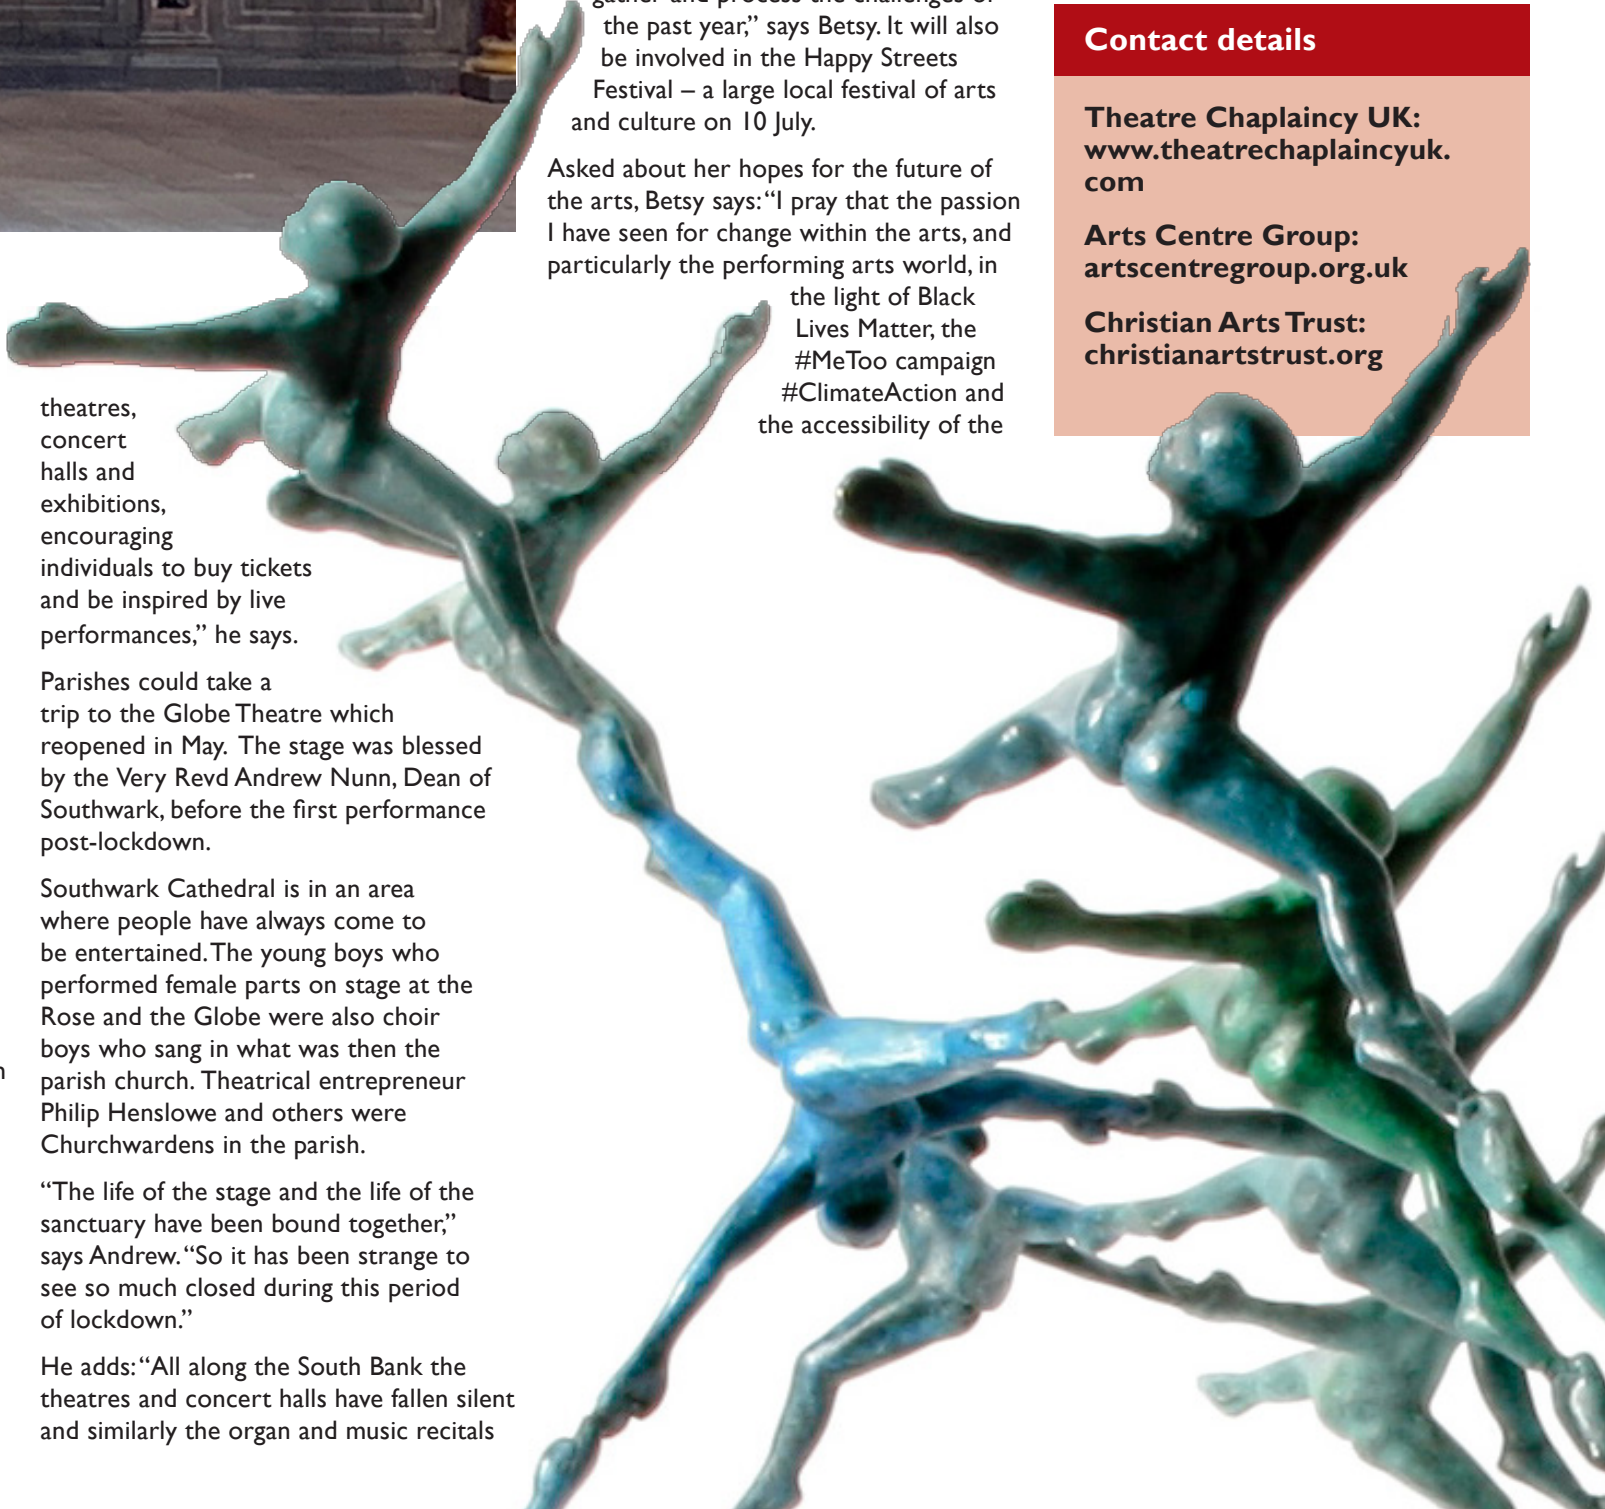 theatres,
concert
halls and
exhibitions,
encouraging
individuals to buy tickets
and be inspired by live
performances,” he says.
Parishes could take a
trip to the Globe Theatre which
reopened in May. The stage was blessed
by the Very Revd Andrew Nunn, Dean of
Southwark, before the first performance
post-lockdown.
Southwark Cathedral is in an area
where people have always come to
be entertained. The young boys who
performed female parts on stage at the
Rose and the Globe were also choir
boys who sang in what was then the
parish church. Theatrical entrepreneur
Philip Henslowe and others were
Churchwardens in the parish.
“The life of the stage and the life of the
sanctuary have been bound together,”
says Andrew. “So it has been strange to
see so much closed during this period
of lockdown.”
He adds: “All along the South Bank the
theatres and concert halls have fallen silent
and similarly the organ and music recitals
gather and process the challenges of
the past year,” says Betsy. It will also
be involved in the Happy Streets
Festival – a large local festival of arts
and culture on 10 July.
Asked about her hopes for the future of
the arts, Betsy says: “I pray that the passion
I have seen for change within the arts, and
particularly the performing arts world, in
the light of Black
Lives Matter, the
#MeToo campaign
#ClimateAction and
the accessibility of the
Contact details
Theatre Chaplaincy UK:
www.theatrechaplaincyuk.
com
Arts Centre Group:
artscentregroup.org.uk
Christian Arts Trust:
christianartstrust.org